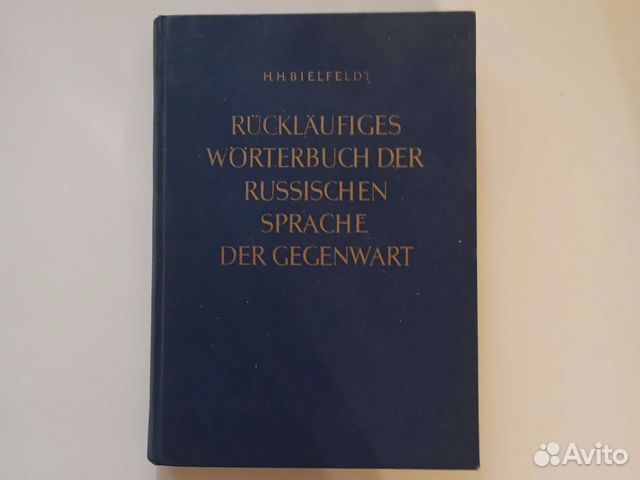 H.H.BIELFELDT
RÜCKLÄUFIGES
WÖRTERBUCH DER
RUSSISCHEN
SPRACHE
DER GEGENWART
Avito